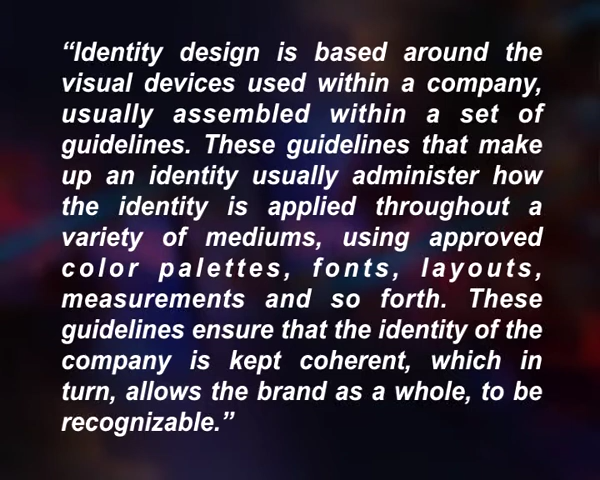 “Identity design is based around the
visual devices used within a company,
usually assembled within a set of
guidelines. These guidelines that make
up an identity usually administer how
the identity is applied throughout a
variety of mediums, using approved
color palettes, fonts, layouts,
measurements and so forth. These
guidelines ensure that the identity of the
company is kept coherent, which in
turn, allows the brand as a whole, to be
recognizable.”